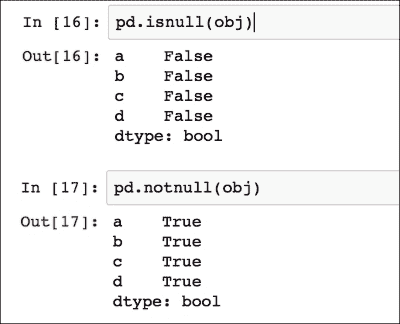 In [16]: pd.isnull(obj)
Out[16]: a    False
b    False
c    False
d    False
dtype: bool
In [17]: pd.notnull(obj)
Out[17]: a    True
b    True
c    True
d    True
dtype: bool